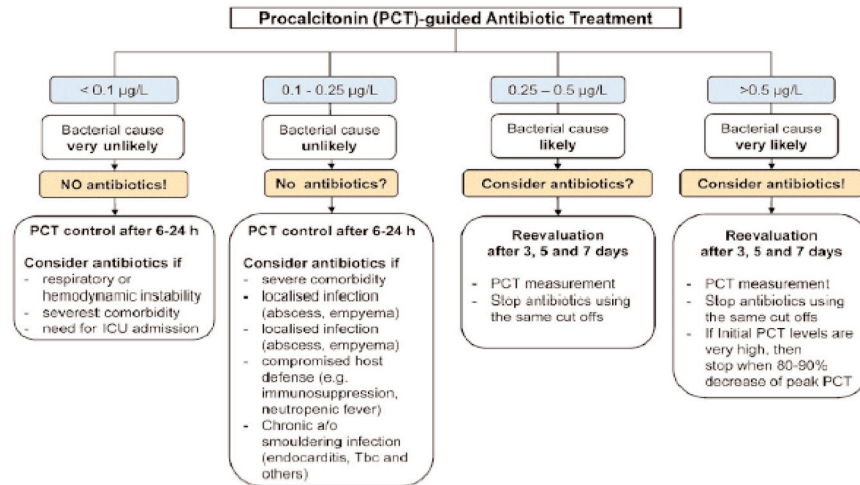 Procalcitonin (PCT)-guided Antibiotic Treatment
< 0.1 µg/L
Bacterial cause
very unlikely
NO antibiotics!
PCT control after 6-24 h
Consider antibiotics if
- respiratory or
hemodynamic instability
- severest comorbidity
- need for ICU admission
0.1 - 0.25 µg/L
Bacterial cause
unlikely
No antibiotics?
PCT control after 6-24 h
Consider antibiotics if
- severe comorbidity
- localised infection
(abscess, empyema)
- localised infection
(abscess, empyema)
- compromised host
defense (e.g.
immunosuppression,
neutropenic fever)
- Chronic a/o
smouldering infection
(endocarditis, Tbc and
others)
0.25 – 0.5 µg/L
Bacterial cause
likely
Consider antibiotics?
Reevaluation
after 3, 5 and 7 days
- PCT measurement
- Stop antibiotics using
the same cut offs
>0.5 µg/L
Bacterial cause
very likely
Consider antibiotics!
Reevaluation
after 3, 5 and 7 days
- PCT measurement
- Stop antibiotics using
the same cut offs
- If Initial PCT levels are
very high, then
stop when 80-90%
decrease of peak PCT